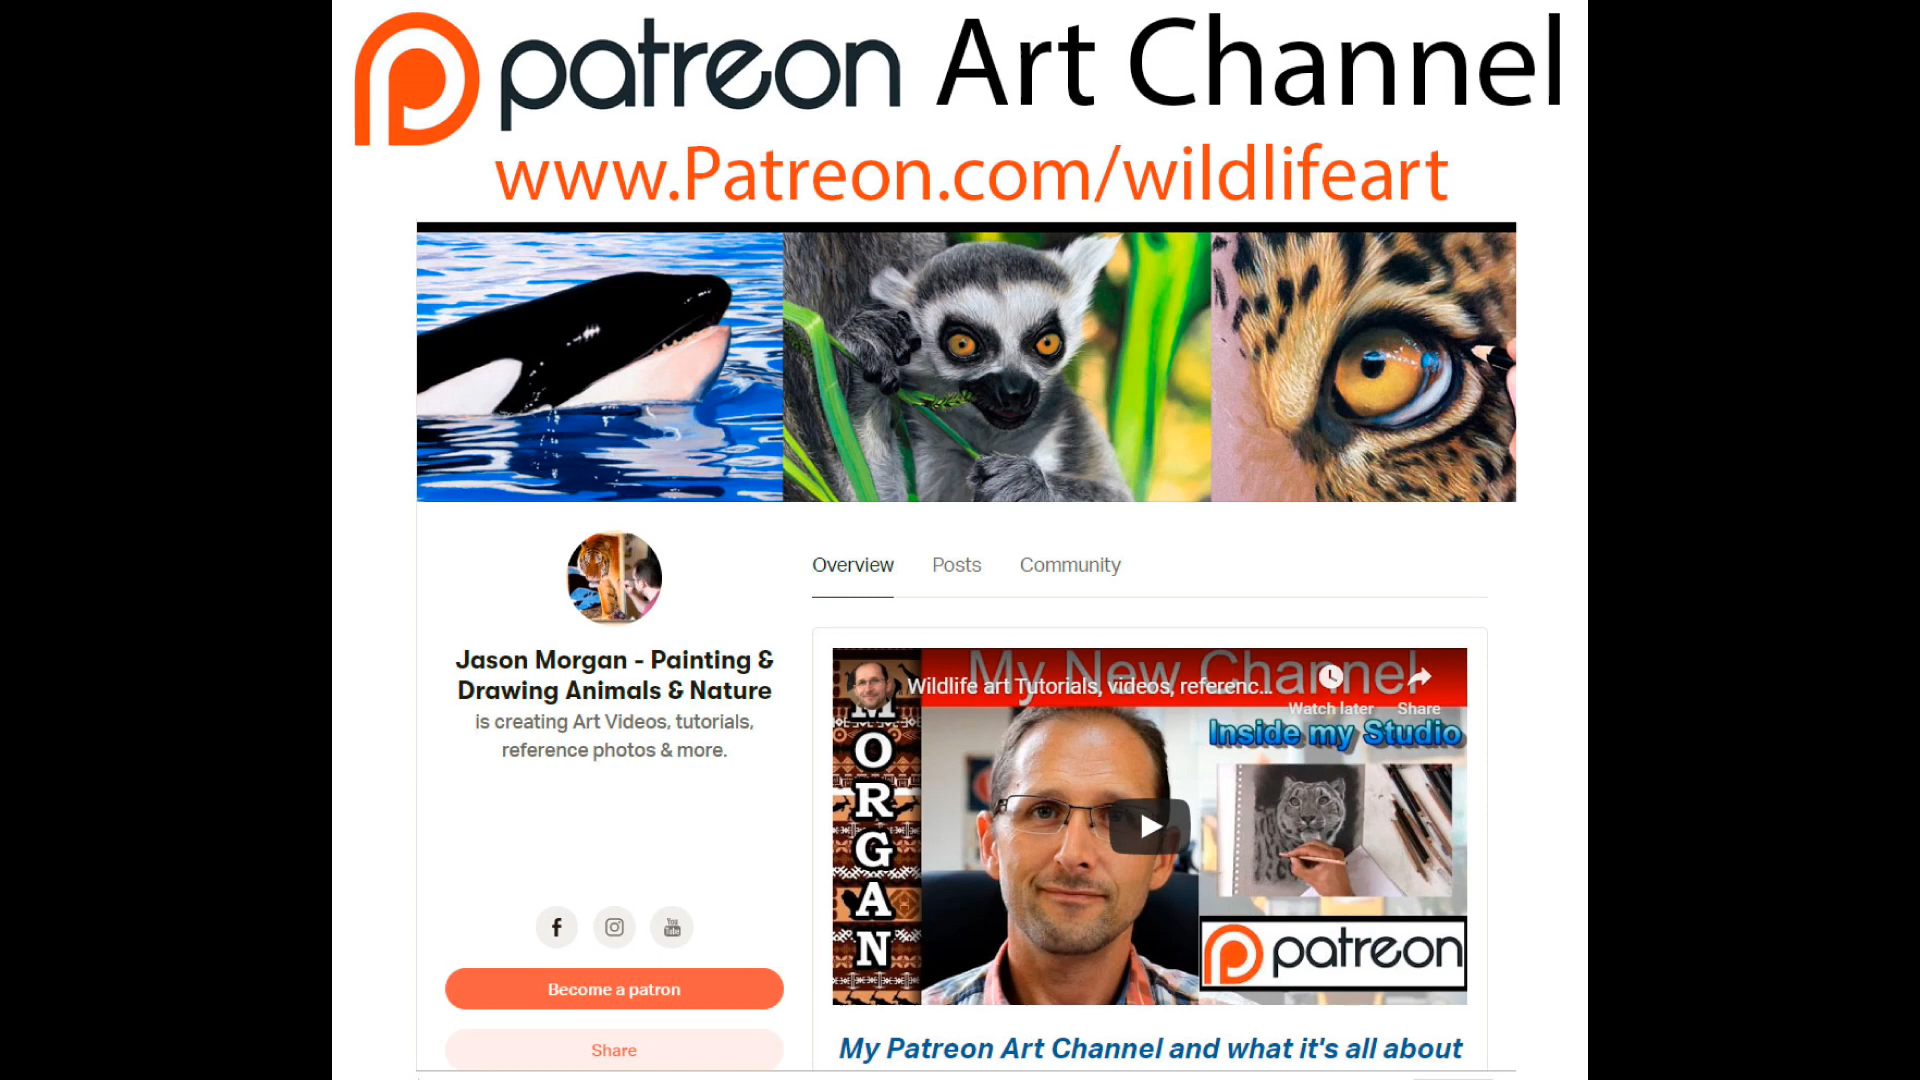 patreon Art Channel
www.Patreon.com/wildlifeart
Overview Posts Community
Jason Morgan - Painting &
Drawing Animals & Nature
is creating Art Videos, tutorials,
reference photos & more.
You
Tube
Become a patron
Share
My New Channel
Wildlife art Tutorials, videos, referenc...
Watch later Share
Inside my Studio
MORGAN
patreon
My Patreon Art Channel and what it's all about